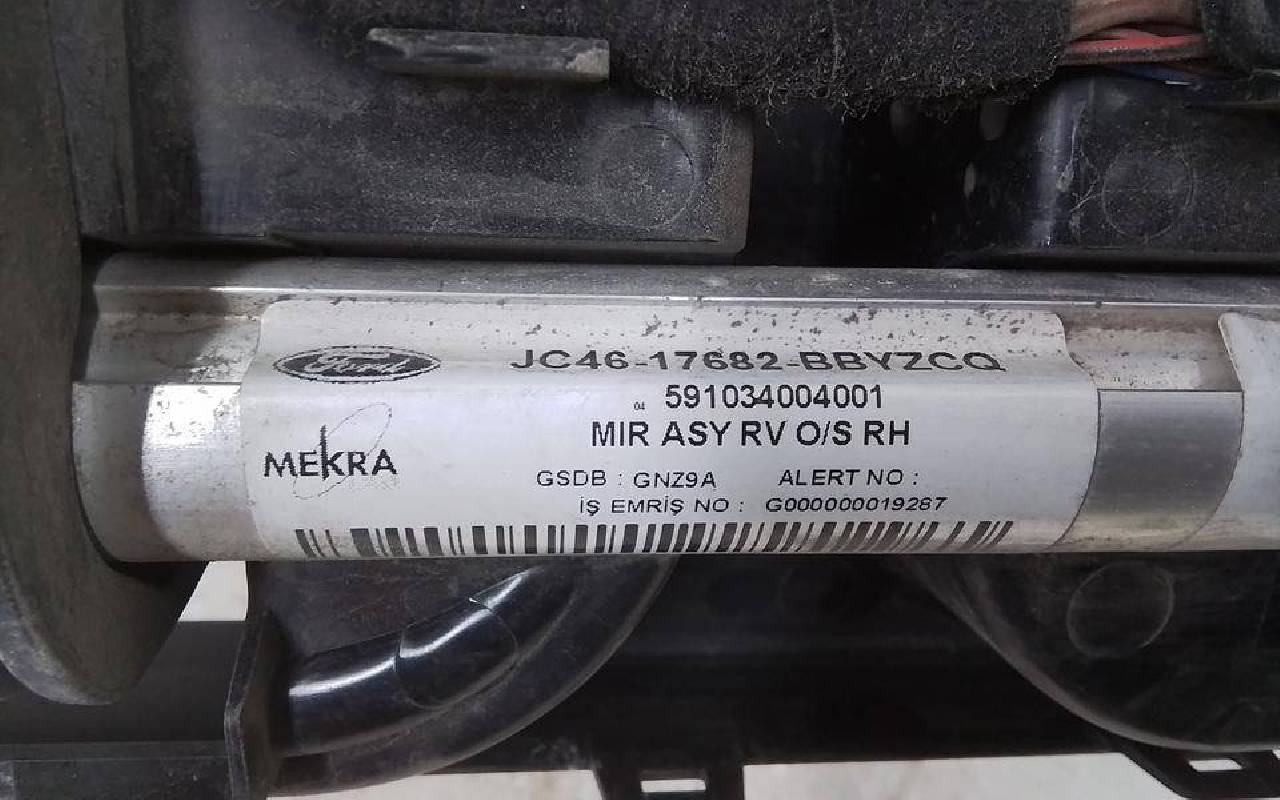 Ford JC46-17682-BBYZCQ
04 591034004001
MIR ASY RV O/S RH
MEKRA
GSDB : GNZ9A ALERT NO :
İŞ EMRİŞ NO : G000000019287